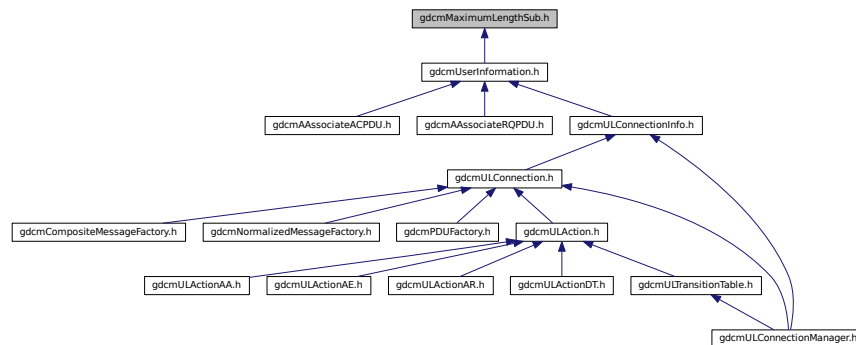 gdcmMaximumLengthSub.h
gdcmUserInformation.h
gdcmAAssociateACPDU.h
gdcmAAssociateRQPDU.h
gdcmULConnectionInfo.h
gdcmULConnection.h
gdcmCompositeMessageFactory.h
gdcmNormalizedMessageFactory.h
gdcmPDUFactory.h
gdcmULAction.h
gdcmULActionAA.h
gdcmULActionAE.h
gdcmULActionAR.h
gdcmULActionDT.h
gdcmULTransitionTable.h
gdcmULConnectionManager.h